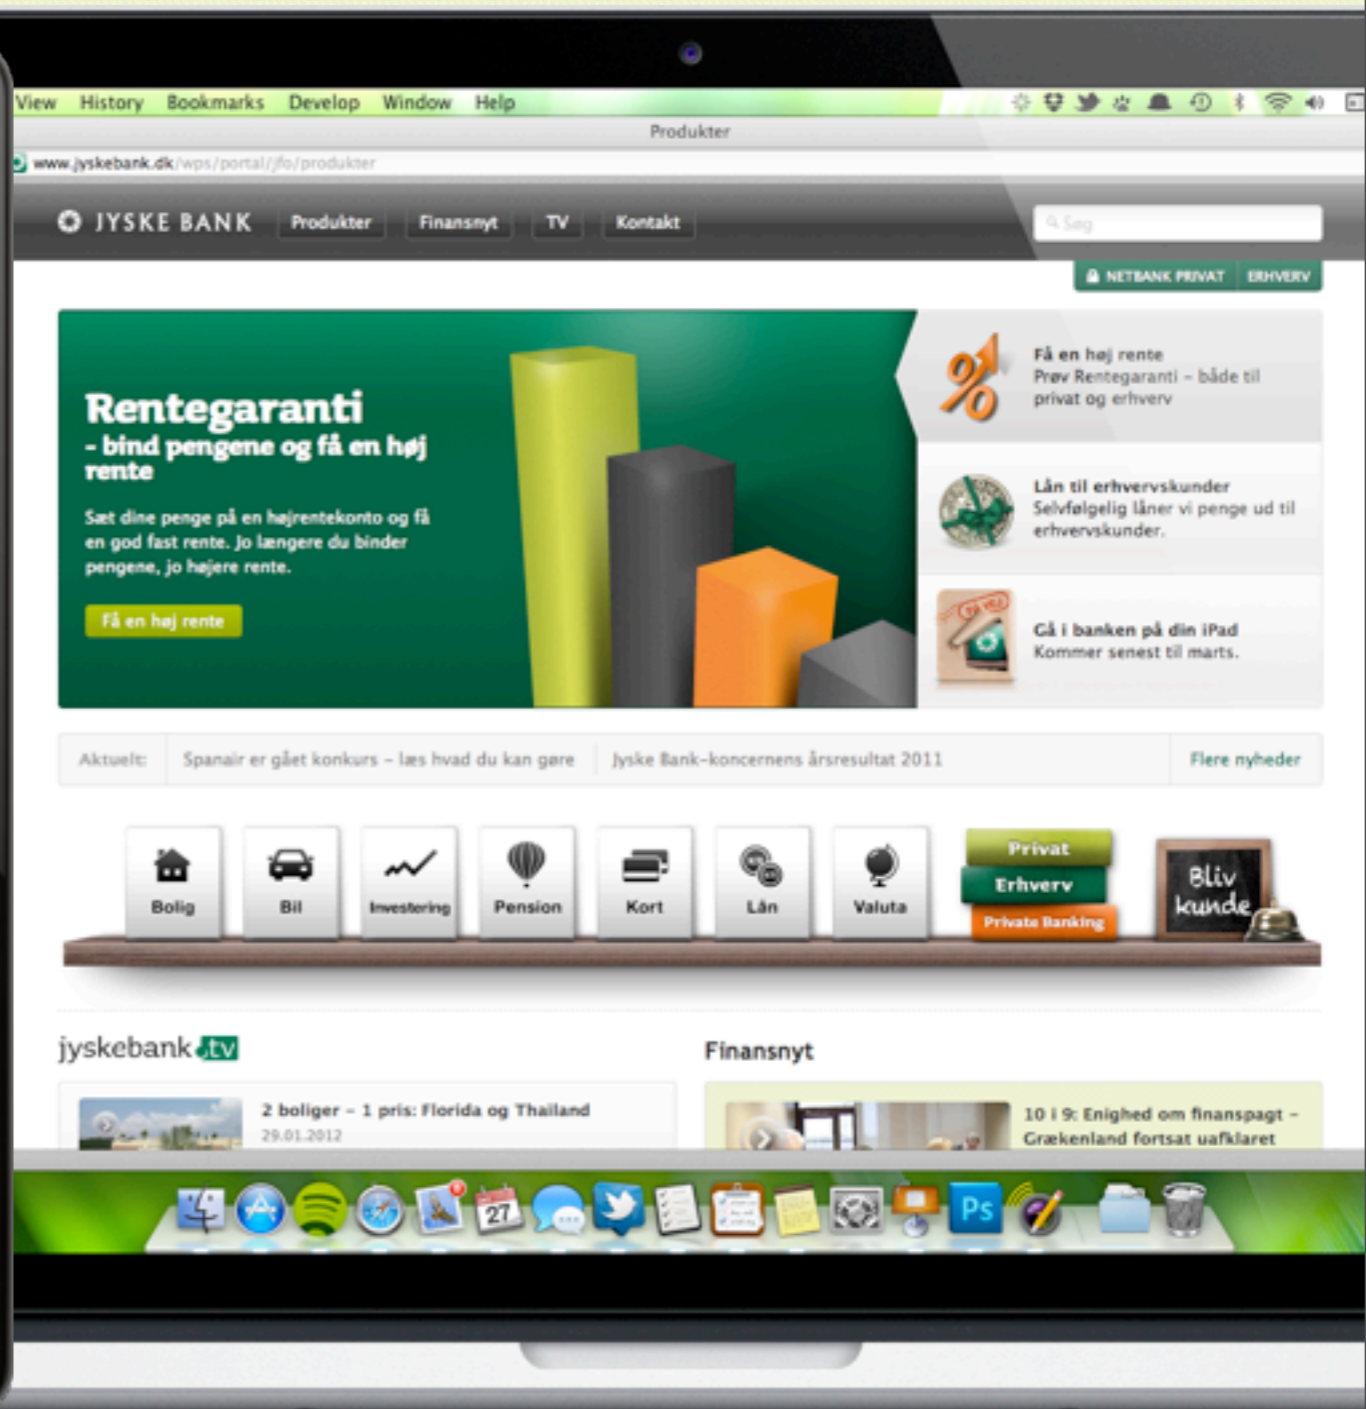 View History Bookmarks Develop Window Help
Produkter
www.jyskebank.dk/wps/portal/jfo/produkter
JYSKE BANK Produkter Finansnyt TV Kontakt Søg
NETBANK PRIVAT ERHVERV
Rentegaranti
- bind pengene og få en høj
rente
Sæt dine penge på en højrentekonto og få
en god fast rente. Jo længere du binder
pengene, jo højere rente.
Få en høj rente
%
Få en høj rente
Prøv Rentegaranti – både til
privat og erhverv
Lån til erhvervskunder
Selvfølgelig låner vi penge ud til
erhvervskunder.
PÅ VEJ
Gå i banken på din iPad
Kommer senest til marts.
Aktuelt: Spanair er gået konkurs – læs hvad du kan gøre Jyske Bank-koncernens årsresultat 2011 Flere nyheder
Bolig Bil Investering Pension Kort Lån Valuta
Privat
Erhverv
Private Banking
Bliv
kunde
jyskebank.tv
Finansnyt
2 boliger – 1 pris: Florida og Thailand
29.01.2012
10 i 9: Enighed om finanspagt –
Grækenland fortsat uafklaret
27
Ps